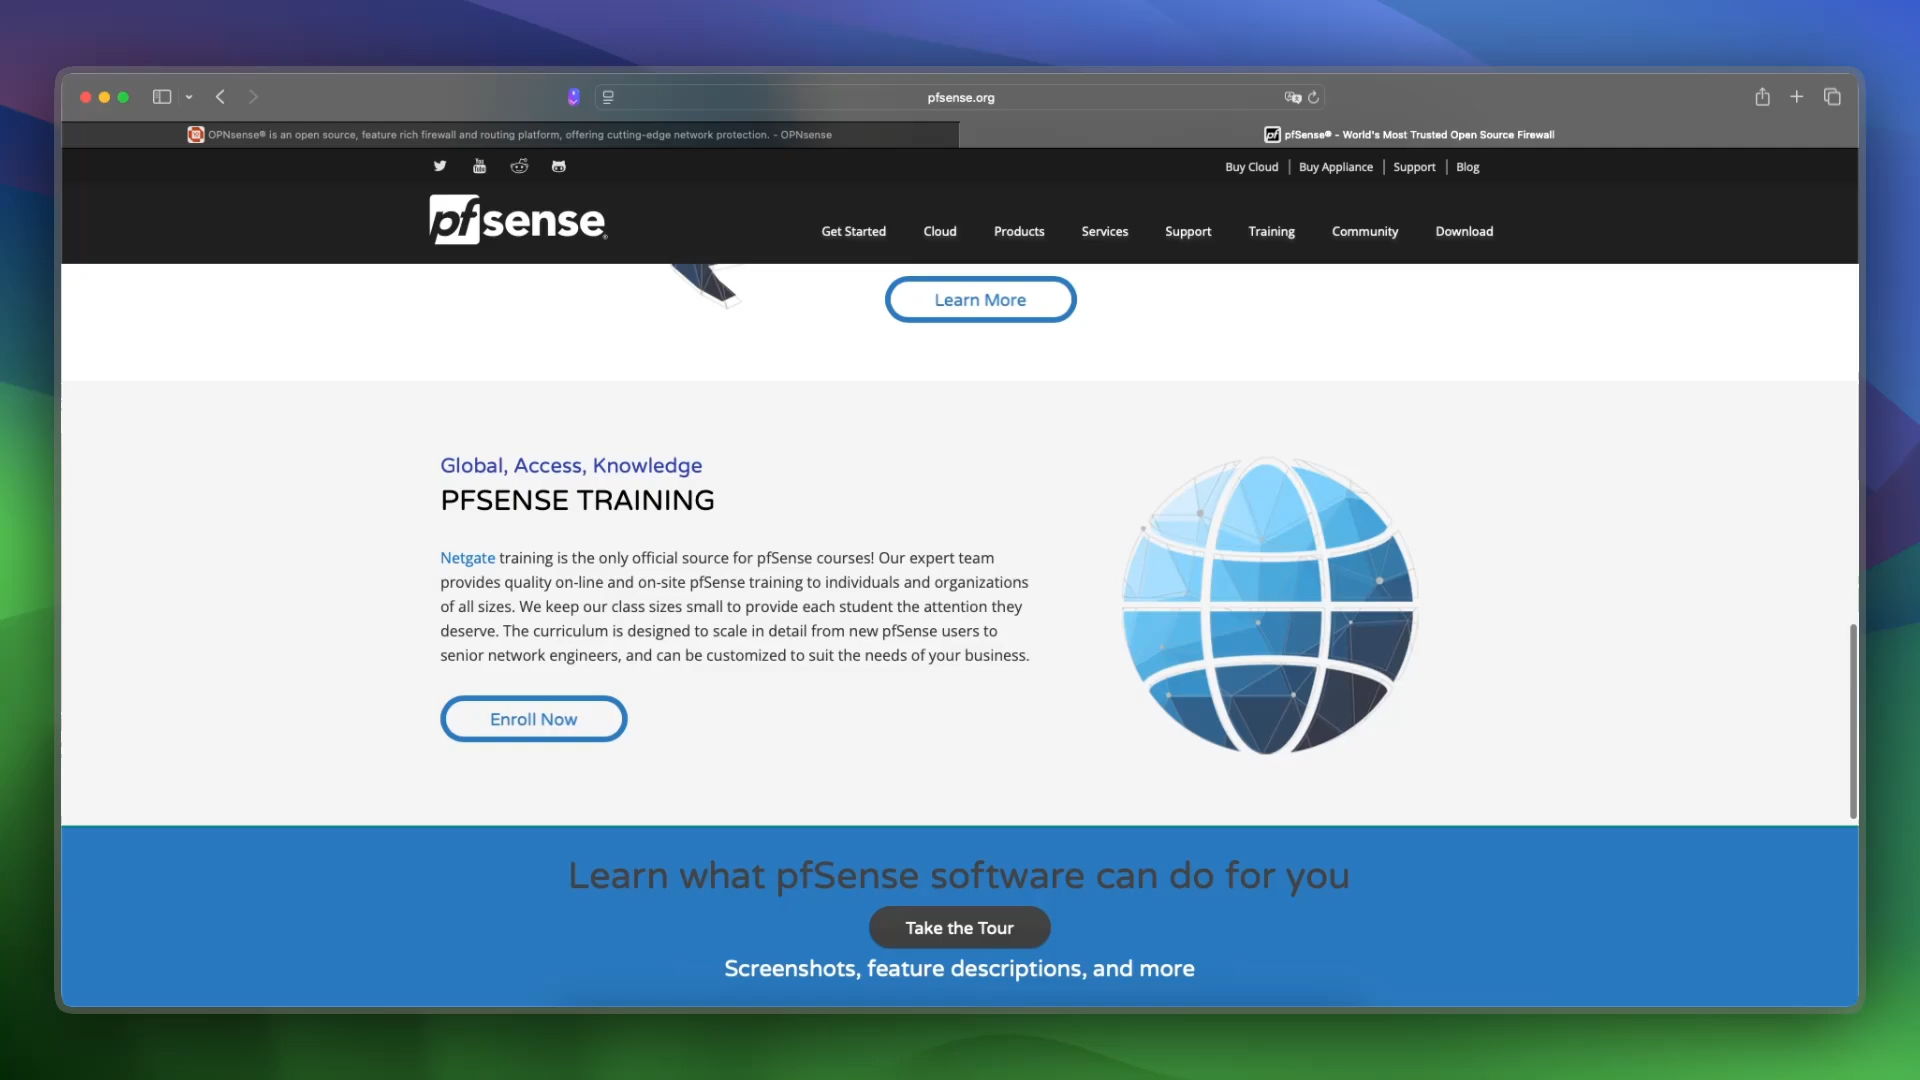 pfsense.org
OPNsense® is an open source, feature rich firewall and routing platform, offering cutting-edge network protection. - OPNsense
pf pfSense® - World's Most Trusted Open Source Firewall
You Tube
Buy Cloud | Buy Appliance | Support | Blog
pfsense®
Get Started Cloud Products Services Support Training Community Download
Learn More
Global, Access, Knowledge
PFSENSE TRAINING
Netgate training is the only official source for pfSense courses! Our expert team
provides quality on-line and on-site pfSense training to individuals and organizations
of all sizes. We keep our class sizes small to provide each student the attention they
deserve. The curriculum is designed to scale in detail from new pfSense users to
senior network engineers, and can be customized to suit the needs of your business.
Enroll Now
Learn what pfSense software can do for you
Take the Tour
Screenshots, feature descriptions, and more